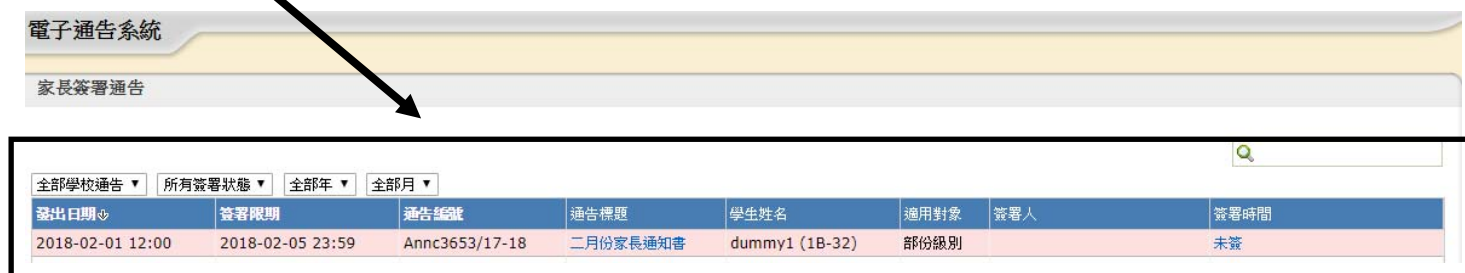 電子通告系統
家長簽署通告
全部學校通告 ▼ 所有簽署狀態 ▼ 全部年 ▼ 全部月 ▼
發出日期 簽署限期 通告編號 通告標題 學生姓名 適用對象 簽署人 簽署時間
2018-02-01 12:00 2018-02-05 23:59 Annc3653/17-18 二月份家長通知書 dummy1 (1B-32) 部份級別 未簽